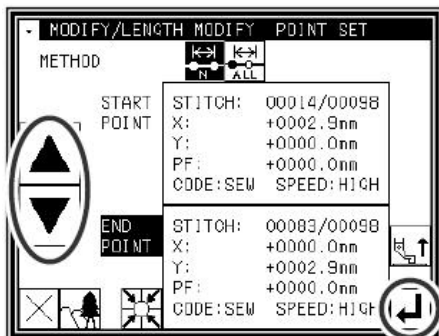 MODIFY/LENGTH MODIFY POINT SET
METHOD
N ALL
START POINT
STITCH: 00014/00098
X: +0002.9mm
Y: +0000.0mm
PF: +0000.0mm
CODE:SEW SPEED:HIGH
END POINT
STITCH: 00083/00098
X: +0000.0mm
Y: +0002.9mm
PF: +0000.0mm
CODE:SEW SPEED:HIGH